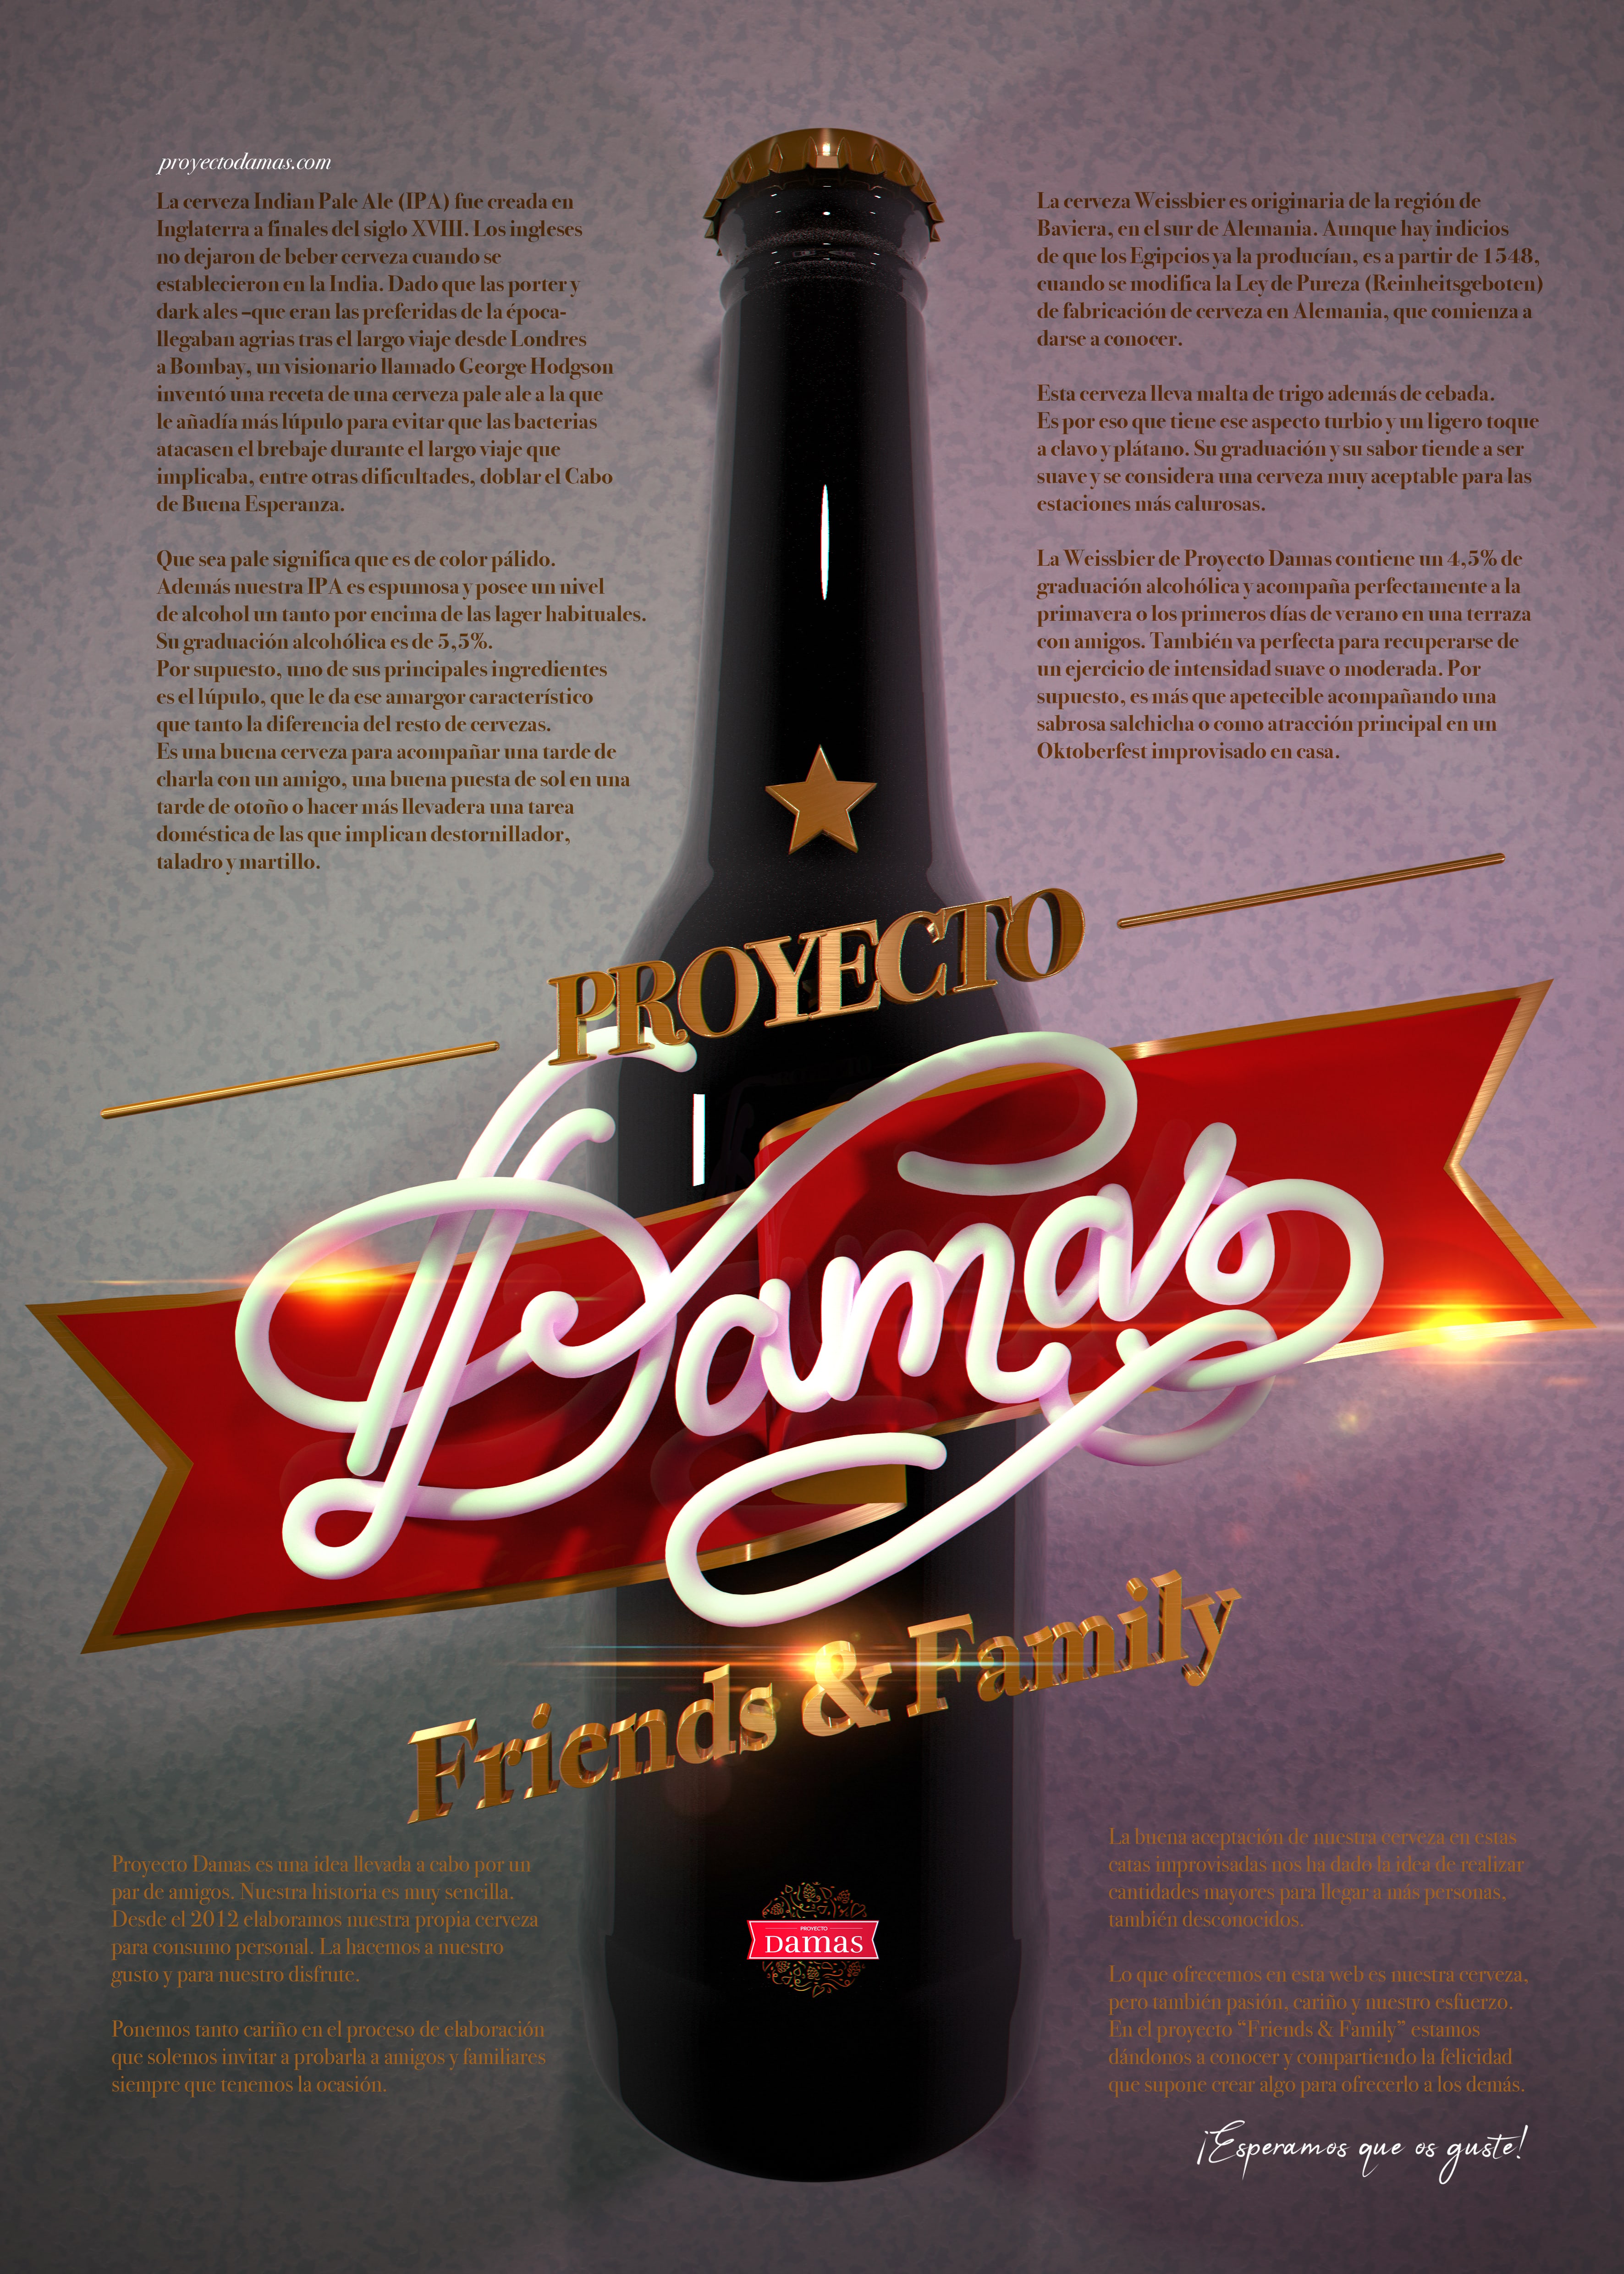 proyectodamas.com
La cerveza Indian Pale Ale (IPA) fue creada en
Inglaterra a finales del siglo XVIII. Los ingleses
no dejaron de beber cerveza cuando se
establecieron en la India. Dado que las porter y
dark ales –que eran las preferidas de la época-
llegaban agrias tras el largo viaje desde Londres
a Bombay, un visionario llamado George Hodgson
inventó una receta de una cerveza pale ale a la que
le añadía más lúpulo para evitar que las bacterias
atacasen el brebaje durante el largo viaje que
implicaba, entre otras dificultades, doblar el Cabo
de Buena Esperanza.
Que sea pale significa que es de color pálido.
Además nuestra IPA es espumosa y posee un nivel
de alcohol un tanto por encima de las lager habituales.
Su graduación alcohólica es de 5,5%.
Por supuesto, uno de sus principales ingredientes
es el lúpulo, que le da ese amargor característico
que tanto la diferencia del resto de cervezas.
Es una buena cerveza para acompañar una tarde de
charla con un amigo, una buena puesta de sol en una
tarde de otoño o hacer más llevadera una tarea
doméstica de las que implican destornillador,
taladro y martillo.
La cerveza Weissbier es originaria de la región de
Baviera, en el sur de Alemania. Aunque hay indicios
de que los Egipcios ya la producían, es a partir de 1548,
cuando se modifica la Ley de Pureza (Reinheitsgeboten)
de fabricación de cerveza en Alemania, que comienza a
darse a conocer.
Esta cerveza lleva malta de trigo además de cebada.
Es por eso que tiene ese aspecto turbio y un ligero toque
a clavo y plátano. Su graduación y su sabor tiende a ser
suave y se considera una cerveza muy aceptable para las
estaciones más calurosas.
La Weissbier de Proyecto Damas contiene un 4,5% de
graduación alcohólica y acompaña perfectamente a la
primavera o los primeros días de verano en una terraza
con amigos. También va perfecta para recuperarse de
un ejercicio de intensidad suave o moderada. Por
supuesto, es más que apetecible acompañando una
sabrosa salchicha o como atracción principal en un
Oktoberfest improvisado en casa.
PROYECTO
Damas
Friends & Family
Proyecto Damas es una idea llevada a cabo por un
par de amigos. Nuestra historia es muy sencilla.
Desde el 2012 elaboramos nuestra propia cerveza
para consumo personal. La hacemos a nuestro
gusto y para nuestro disfrute.
Ponemos tanto cariño en el proceso de elaboración
que solemos invitar a probarla a amigos y familiares
siempre que tenemos la ocasión.
PROYECTO
Damas
La buena aceptación de nuestra cerveza en estas
catas improvisadas nos ha dado la idea de realizar
cantidades mayores para llegar a más personas,
también desconocidos.
Lo que ofrecemos en esta web es nuestra cerveza,
pero también pasión, cariño y nuestro esfuerzo.
En el proyecto “Friends & Family” estamos
dándonos a conocer y compartiendo la felicidad
que supone crear algo para ofrecerlo a los demás.
¡Esperamos que os guste!